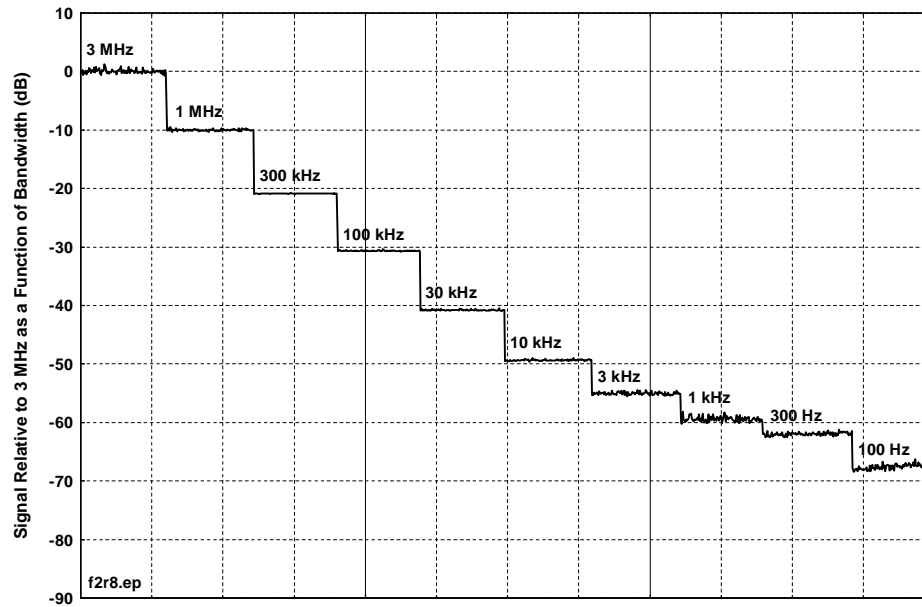 Signal Relative to 3 MHz as a Function of Bandwidth (dB)
10
0
-10
-20
-30
-40
-50
-60
-70
-80
-90
3 MHz
1 MHz
300 kHz
100 kHz
30 kHz
10 kHz
3 kHz
1 kHz
300 Hz
100 Hz
f2r8.ep